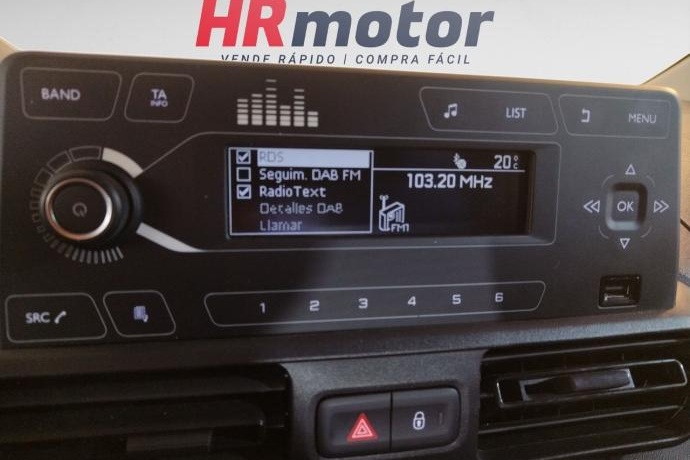 HRmotor
VENDE RÁPIDO | COMPRA FÁCIL
BAND
TA
INFO
LIST
MENU
RDS
Seguim. DAB FM
RadioText
Detalles DAB
Llamar
20°C
103.20 MHz
FM1
OK
SRC
1 2 3 4 5 6